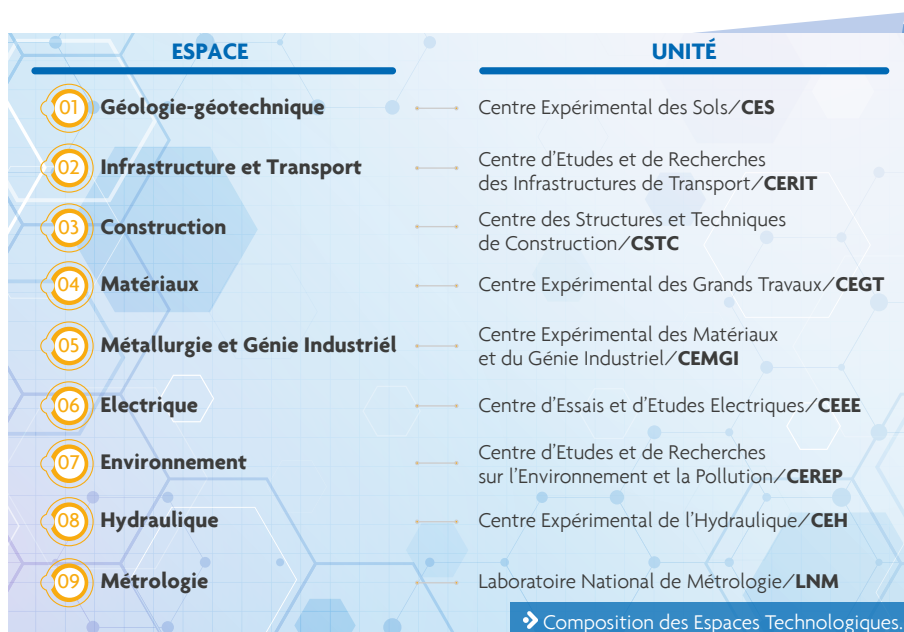 ESPACE UNITÉ
01 Géologie-géotechnique Centre Expérimental des Sols/CES
02 Infrastructure et Transport Centre d'Etudes et de Recherches
des Infrastructures de Transport/CERIT
03 Construction Centre des Structures et Techniques
de Construction/CSTC
04 Matériaux Centre Expérimental des Grands Travaux/CEGT
05 Métallurgie et Génie Industriél Centre Expérimental des Matériaux
et du Génie Industriel/CEMGI
06 Electrique Centre d'Essais et d'Etudes Electriques/CEEE
07 Environnement Centre d'Etudes et de Recherches
sur l'Environnement et la Pollution/CEREP
08 Hydraulique Centre Expérimental de l'Hydraulique/CEH
09 Métrologie Laboratoire National de Métrologie/LNM
Composition des Espaces Technologiques.